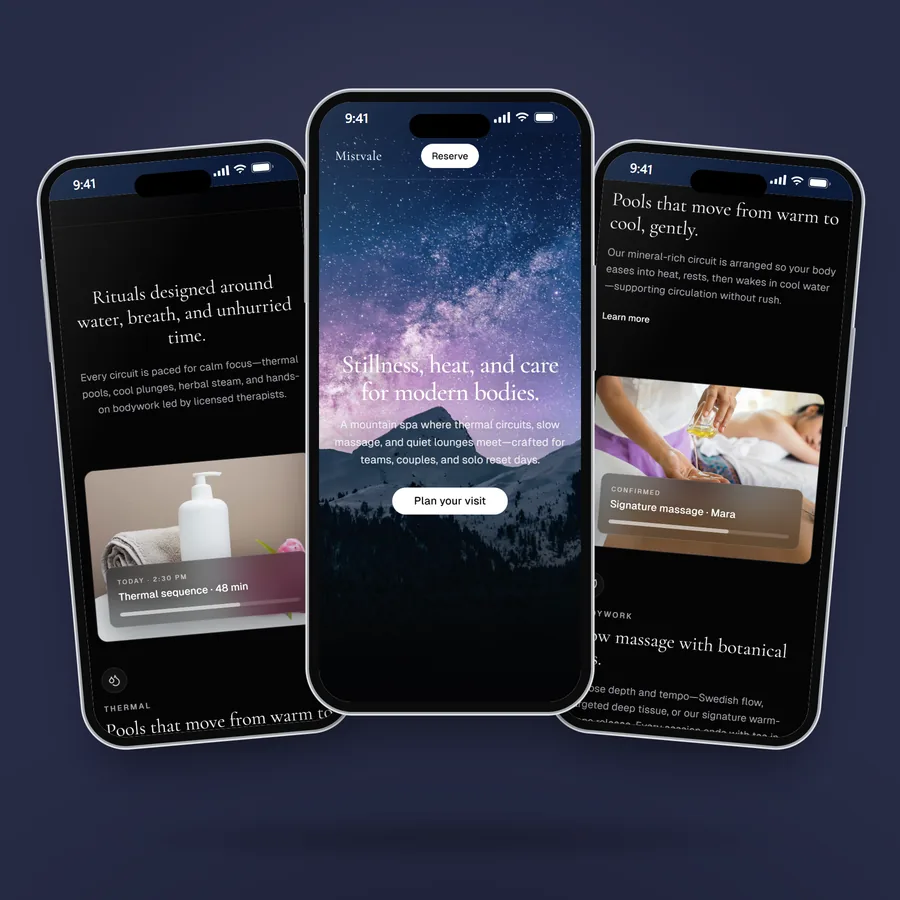 9:41
Rituals designed around
water, breath, and unhurried
time.
Every circuit is paced for calm focus—thermal
pools, cool plunges, herbal steam, and hands-
on bodywork led by licensed therapists.
TODAY · 2:30 PM
Thermal sequence · 48 min
THERMAL
Pools that move from warm to
9:41
Mistvale
Reserve
Stillness, heat, and care
for modern bodies.
A mountain spa where thermal circuits, slow
massage, and quiet lounges meet—crafted for
teams, couples, and solo reset days.
Plan your visit
9:41
Pools that move from warm to
cool, gently.
Our mineral-rich circuit is arranged so your body
eases into heat, rests, then wakes in cool water
—supporting circulation without rush.
Learn more
CONFIRMED
Signature massage · Mara
massage with botanical
depth and tempo—Swedish flow,
deep tissue, or our signature warm-